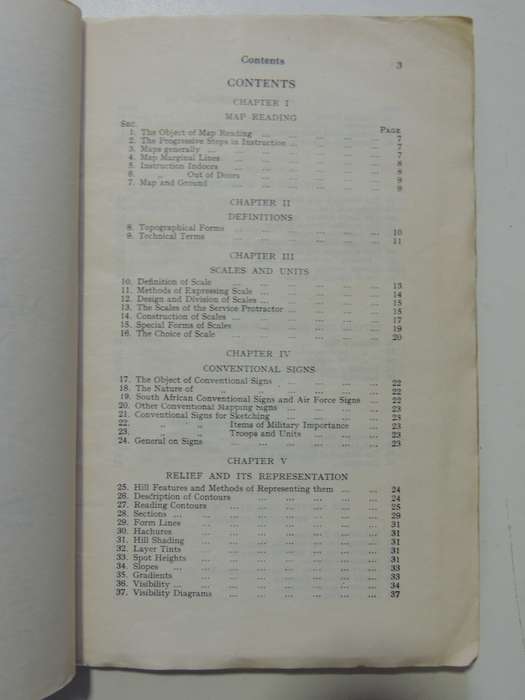 Contents 3
CONTENTS
CHAPTER I
MAP READING
Sec. Page
1. The Object of Map Reading ... ... ... ... ... 7
2. The Progressive Steps in Instruction ... ... ... ... 7
3. Maps generally ... ... ... ... ... ... 7
4. Map Marginal Lines ... ... ... ... ... ... 8
5. Instruction Indoors ... ... ... ... ... ... 8
6. „ Out of Doors ... ... ... ... ... 9
7. Map and Ground ... ... ... ... ... ... 9
CHAPTER II
DEFINITIONS
8. Topographical Forms ... ... ... ... ... ... 10
9. Technical Terms ... ... ... ... ... ... 11
CHAPTER III
SCALES AND UNITS
10. Definition of Scale ... ... ... ... ... ... 13
11. Methods of Expressing Scale ... ... ... ... ... 14
12. Design and Division of Scales ... ... ... ... ... 15
13. The Scales of the Service Protractor ... ... ... ... 15
14. Construction of Scales ... ... ... ... ... ... 17
15. Special Forms of Scales ... ... ... ... ... 19
16. The Choice of Scale ... ... ... ... ... ... 20
CHAPTER IV
CONVENTIONAL SIGNS
17. The Object of Conventional Signs . ... ... ... ... 22
18. The Nature of „ „ ... ... ... ... 22
19. South African Conventional Signs and Air Force Signs ... 22
20. Other Conventional Mapping Signs ... ... ... ... 23
21. Conventional Signs for Sketching ... ... ... ... 23
22. „ „ Items of Military Importance ... 23
23. „ „ Troops and Units ... ... ... 23
24. General on Signs ... ... ... ... ... ... 23
CHAPTER V
RELIEF AND ITS REPRESENTATION
25. Hill Features and Methods of Representing them ... ... 24
26. Description of Contours ... ... ... ... ... 24
27. Reading Contours ... ... ... ... ... ... 25
28. Sections ... ... ... ... ... ... ... ... 29
29. Form Lines ... ... ... ... ... ... ... 31
30. Hachures ... ... ... ... ... ... ... 31
31. Hill Shading ... ... ... ... ... ... ... 31
32. Layer Tints ... ... ... ... ... ... ... 31
33. Spot Heights ... ... ... ... ... ... ... 31
34. Slopes ... ... ... ... ... ... ... ... 33
35. Gradients ... ... ... ... ... ... ... 33
36. Visibility ... ... ... ... ... ... ... ... 34
37. Visibility Diagrams ... ... ... ... ... ... 37